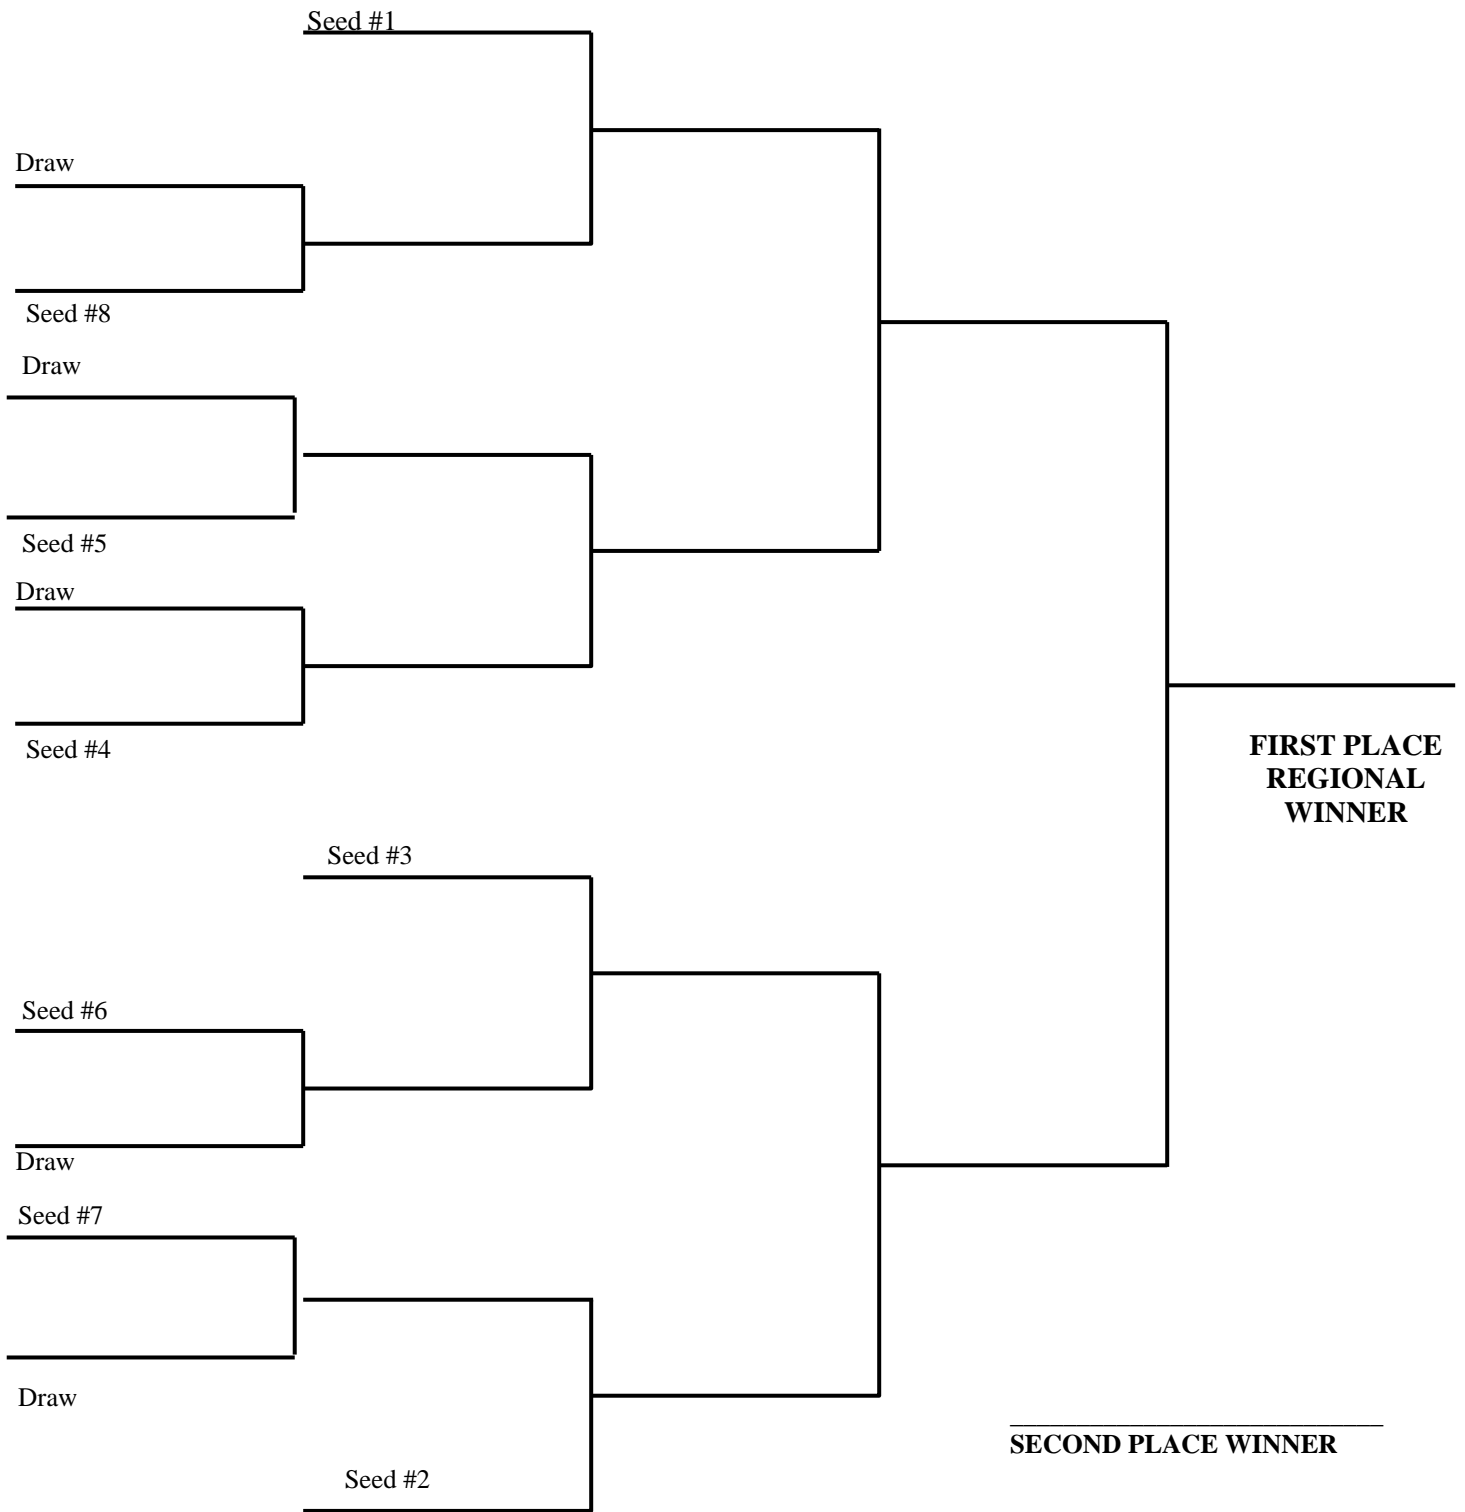 Seed #1
Draw
Seed #8
Draw
Seed #5
Draw
Seed #4
FIRST PLACE
REGIONAL
WINNER
Seed #3
Seed #6
Draw
Seed #7
Draw
SECOND PLACE WINNER
Seed #2